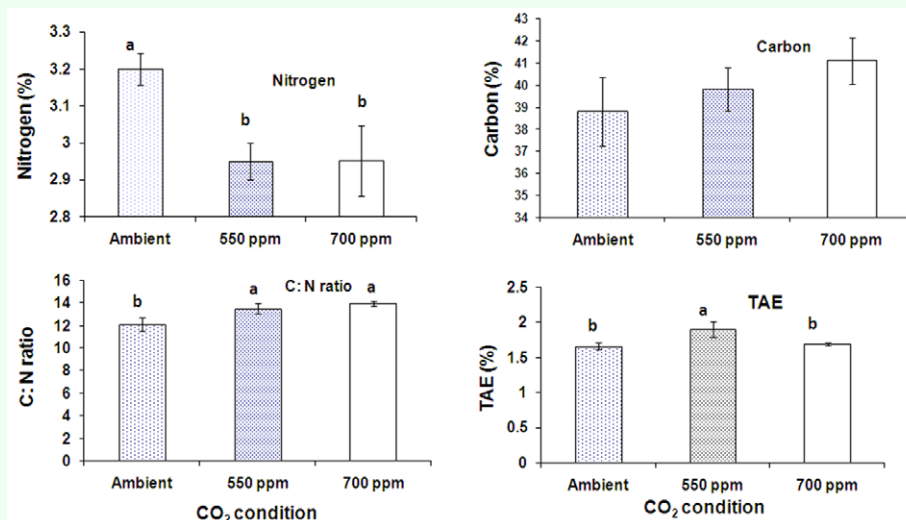 3.3
3.2
3.1
3
2.9
2.8
Nitrogen (%)
a
b
b
Nitrogen
Ambient
550 ppm
700 ppm
43
42
41
40
39
38
37
36
35
34
Carbon (%)
Carbon
Ambient
550 ppm
700 ppm
16
14
12
10
8
6
4
2
0
C: N ratio
C: N ratio
b
a
a
Ambient
550 ppm
700 ppm
CO₂ condition
2.5
2
1.5
1
0.5
0
TAE (%)
TAE
b
a
b
Ambient
550 ppm
700 ppm
CO₂ condition